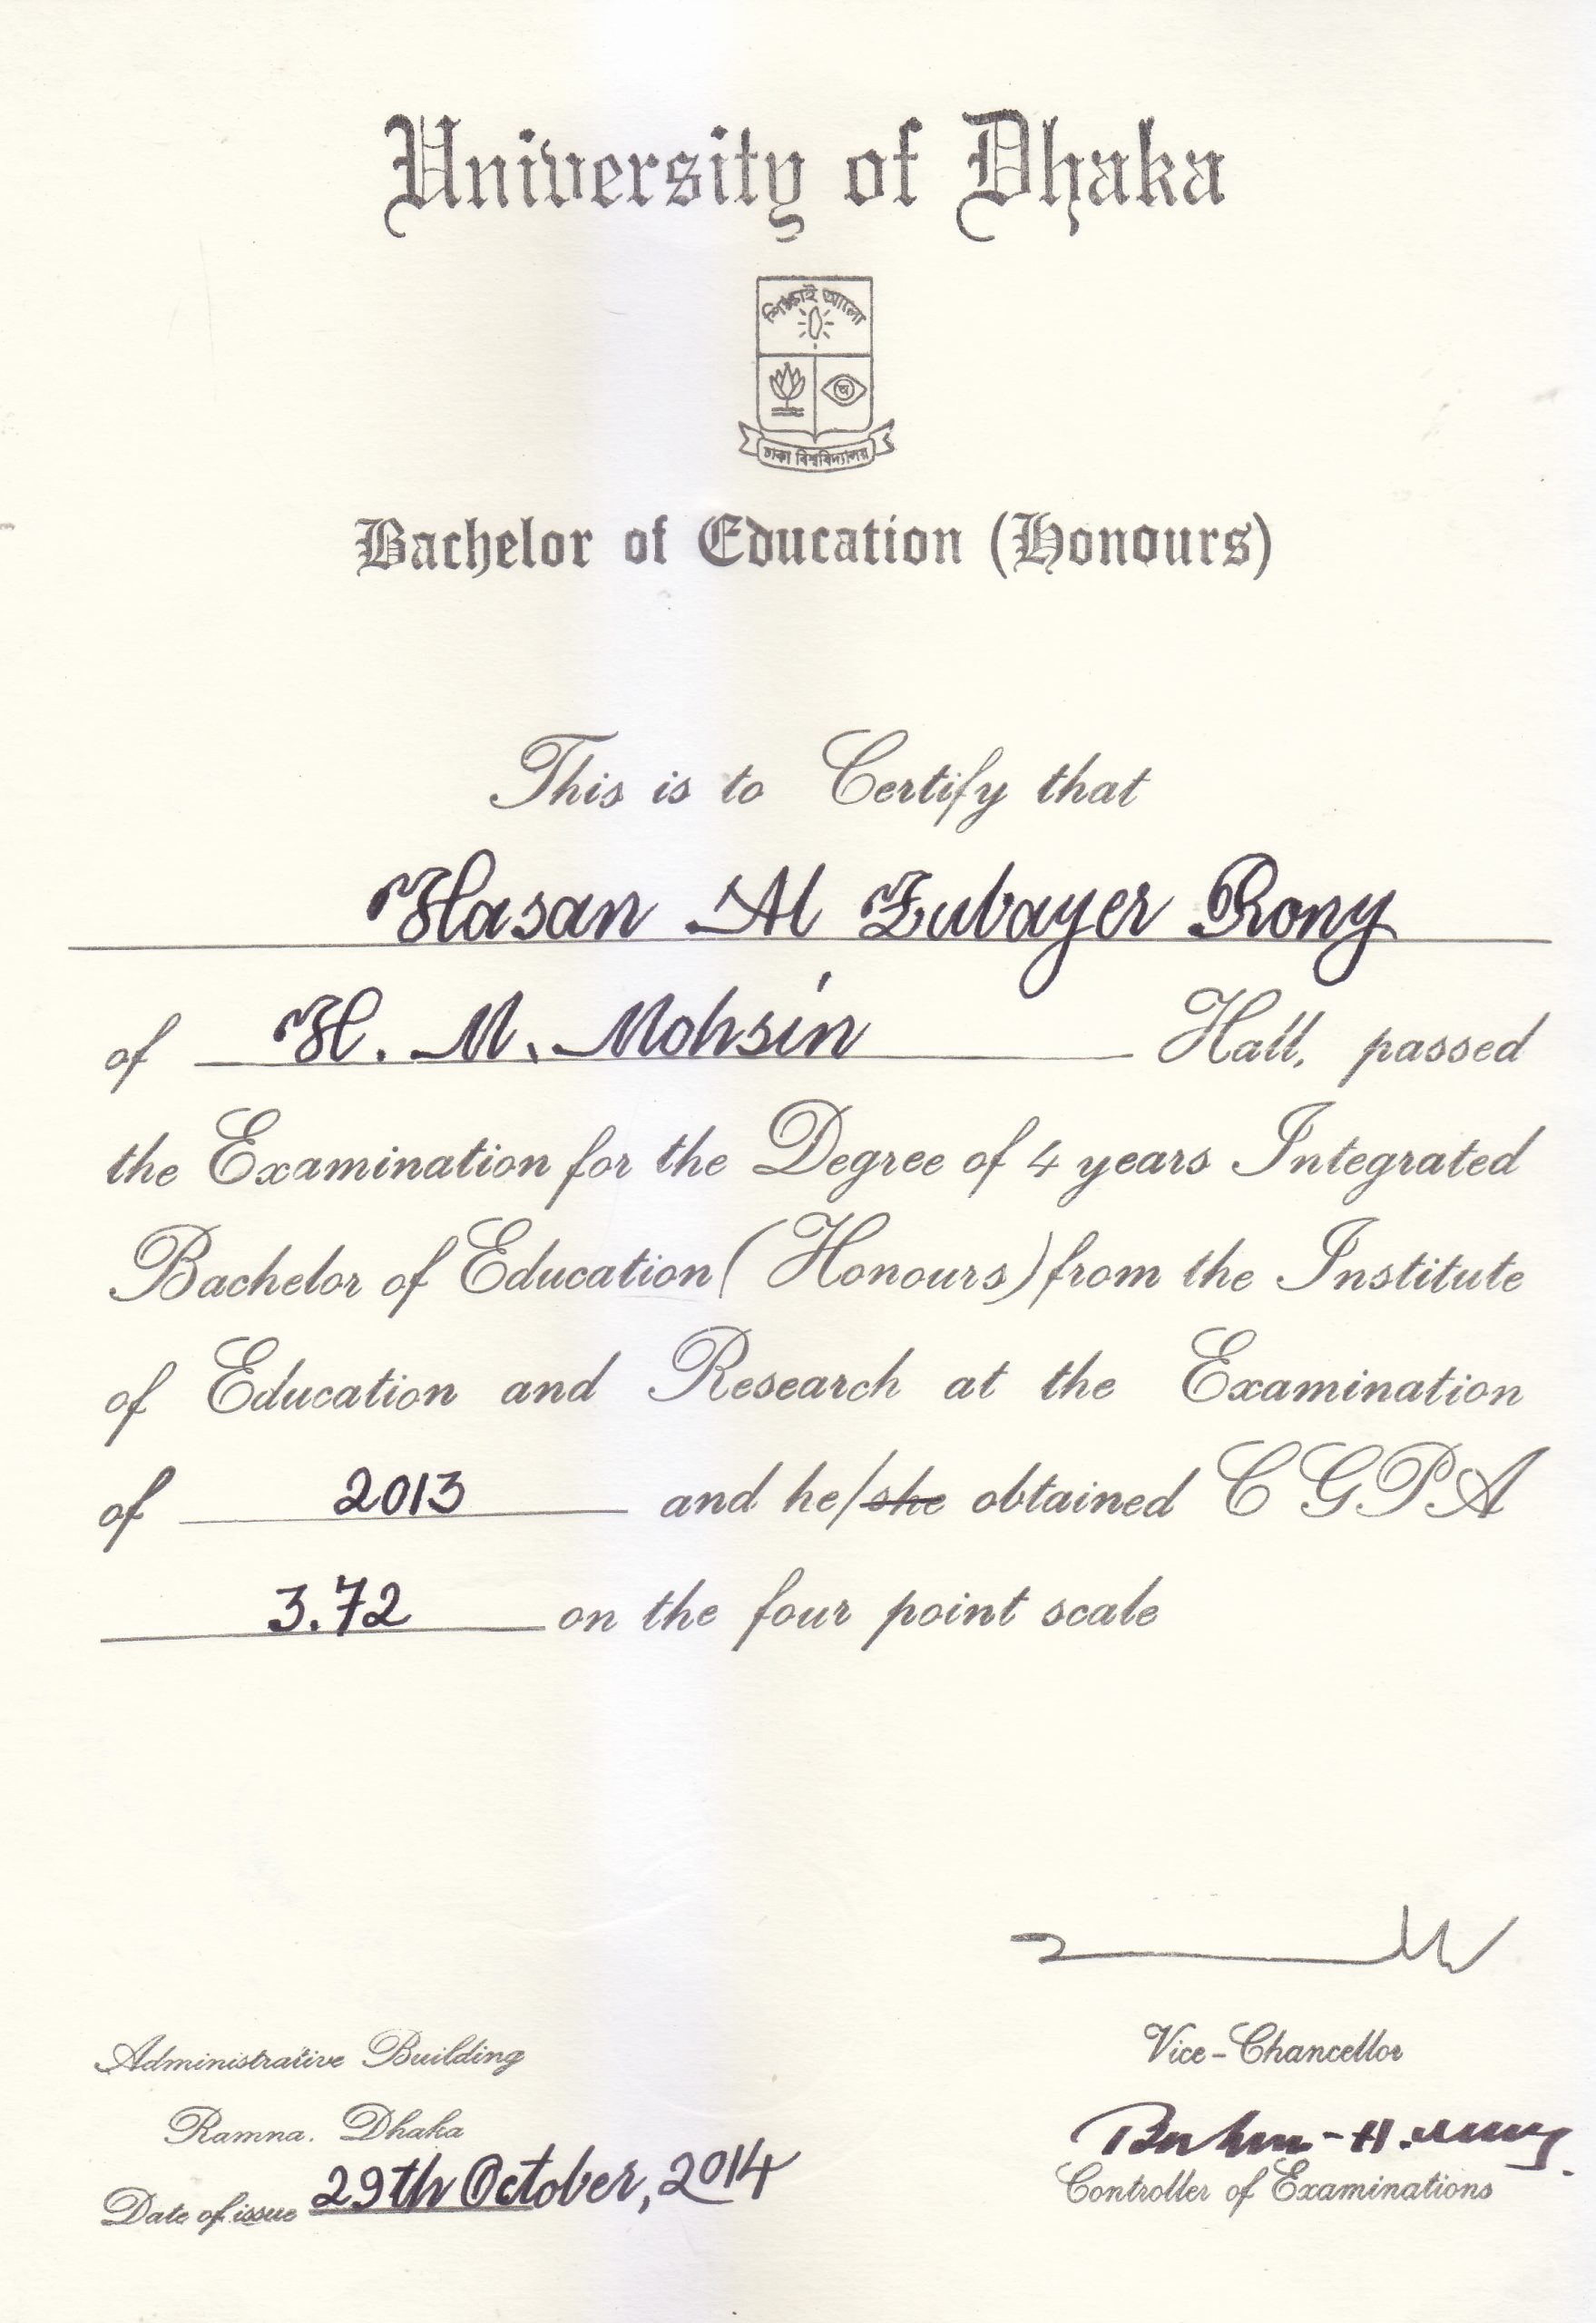 University of Dhaka
শিক্ষাই আলো
অ
ঢাকা বিশ্ববিদ্যালয়
Bachelor of Education (Honours)
This is to Certify that
Hasan Al Zubayer Rony
of H. M. Mohsin Hall, passed
the Examination for the Degree of 4 years Integrated
Bachelor of Education (Honours) from the Institute
of Education and Research at the Examination
of 2013 and he/she obtained CGPA
3.72 on the four point scale
Vice-Chancellor
Administrative Building
Ramna. Dhaka
Date of issue 29th October, 2014
Controller of Examinations